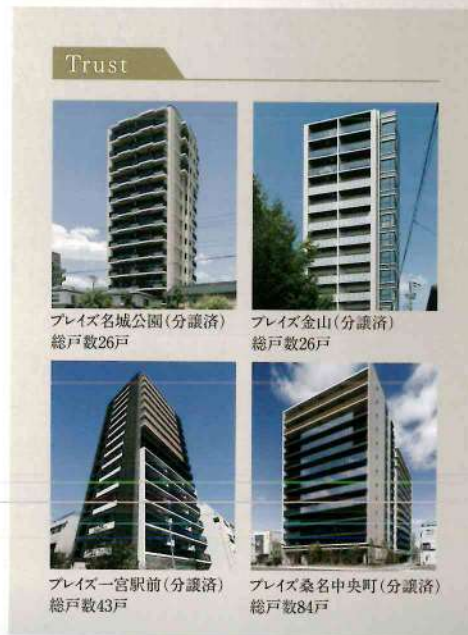 Trust
プレイズ名城公園(分譲済)
総戸数26戸
プレイズ金山(分譲済)
総戸数26戸
プレイズ一宮駅前(分譲済)
総戸数43戸
プレイズ桑名中央町(分譲済)
総戸数84戸